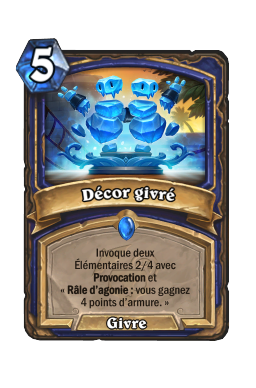 5
Décor givré
Invoque deux
Élémentaires 2/4 avec
Provocation et
« Râle d'agonie : vous gagnez
4 points d'armure. »
Givre